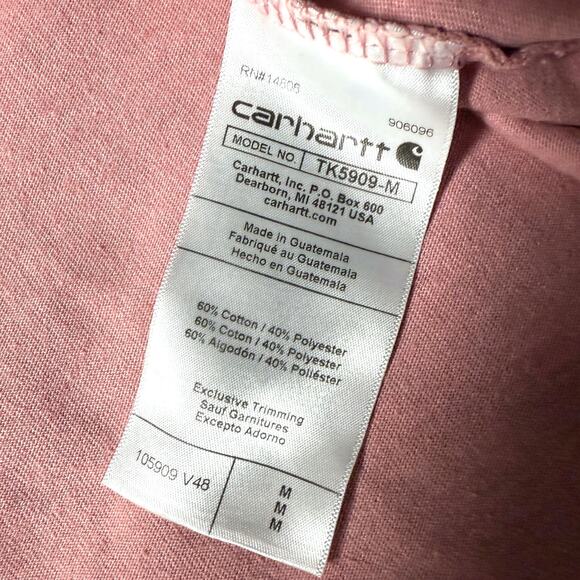 RN#14806
906096
carhartt
MODEL NO. TK5909-M
Carhartt, Inc. P.O. Box 600
Dearborn, MI 48121 USA
carhartt.com
Made in Guatemala
Fabriqué au Guatemala
Hecho en Guatemala
60% Cotton / 40% Polyester
60% Coton / 40% Polyester
60% Algodón / 40% Poliéster
Exclusive Trimming
Sauf Garnitures
Excepto Adorno
105909 V48
M
M
M